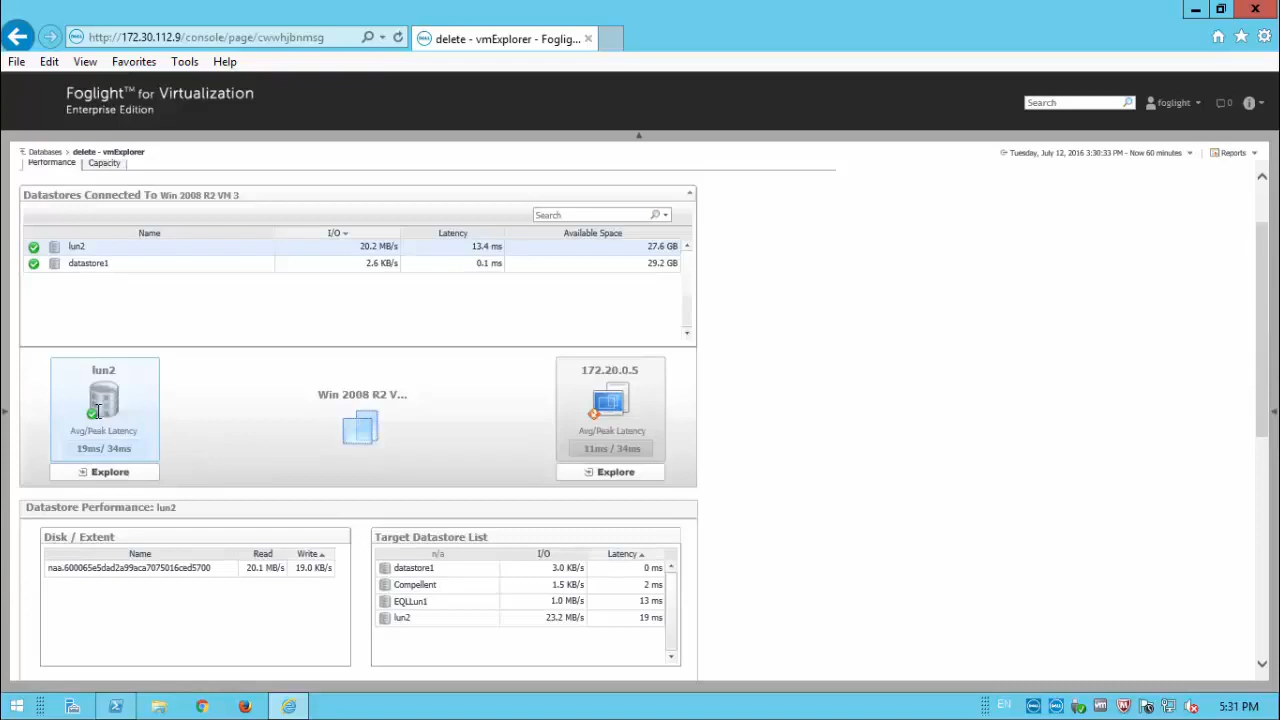 http://172.30.112.9/console/page/cwwhjbnmsg
delete - vmExplorer - Foglig...
File Edit View Favorites Tools Help
Foglight™ for Virtualization
Enterprise Edition
Search
foglight
0
Databases > delete - vmExplorer
Tuesday, July 12, 2016 3:30:33 PM - Now 60 minutes
Reports
Performance Capacity
Datastores Connected To Win 2008 R2 VM 3
Search
Name I/O Latency Available Space
lun2 20.2 MB/s 13.4 ms 27.6 GB
datastore1 2.6 KB/s 0.1 ms 29.2 GB
lun2
Avg/Peak Latency
19ms/ 34ms
Explore
Win 2008 R2 V...
172.20.0.5
Avg/Peak Latency
11ms / 34ms
Explore
Datastore Performance: lun2
Disk / Extent
Name Read Write
naa.600065e5dad2a99aca7075016ced5700 20.1 MB/s 19.0 KB/s
Target Datastore List
n/a I/O Latency
datastore1 3.0 KB/s 0 ms
Compellent 1.5 KB/s 2 ms
EQLLun1 1.0 MB/s 13 ms
lun2 23.2 MB/s 19 ms
EN
5:31 PM